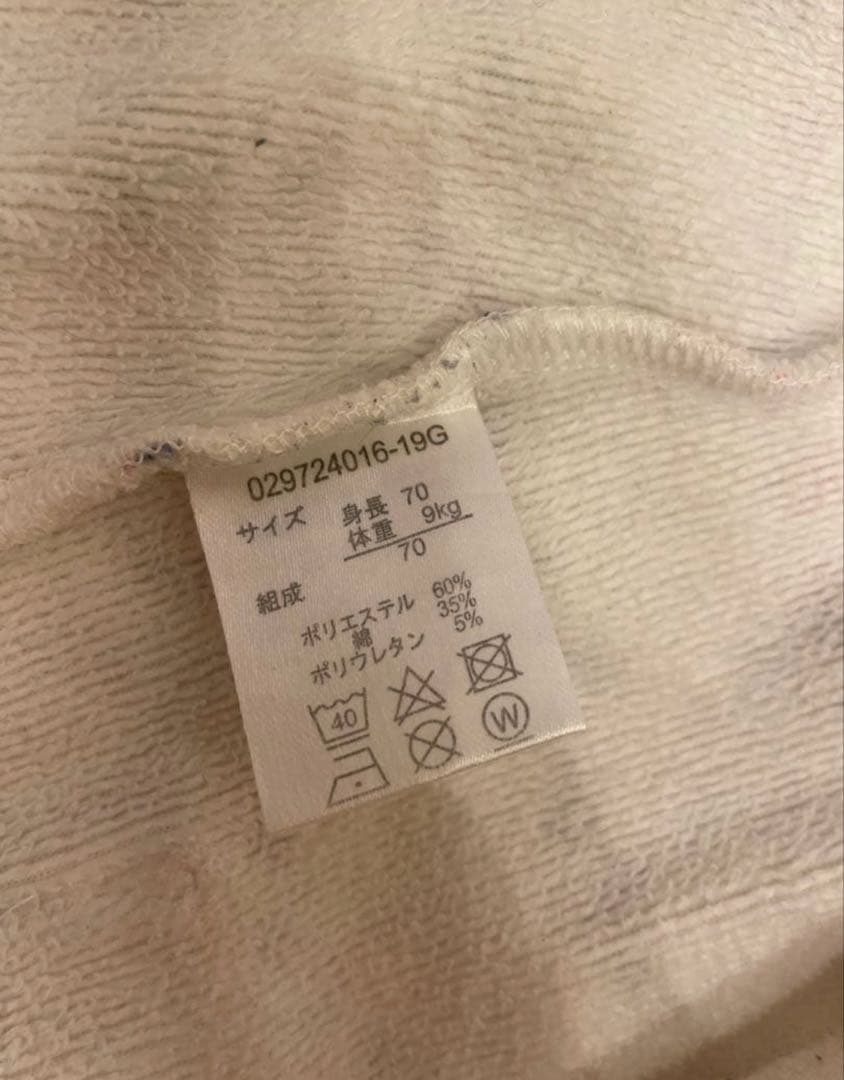 029724016-19G
サイズ 身長 70
体重 9kg
70
組成
ポリエステル 60%
綿 35%
ポリウレタン 5%
40
W